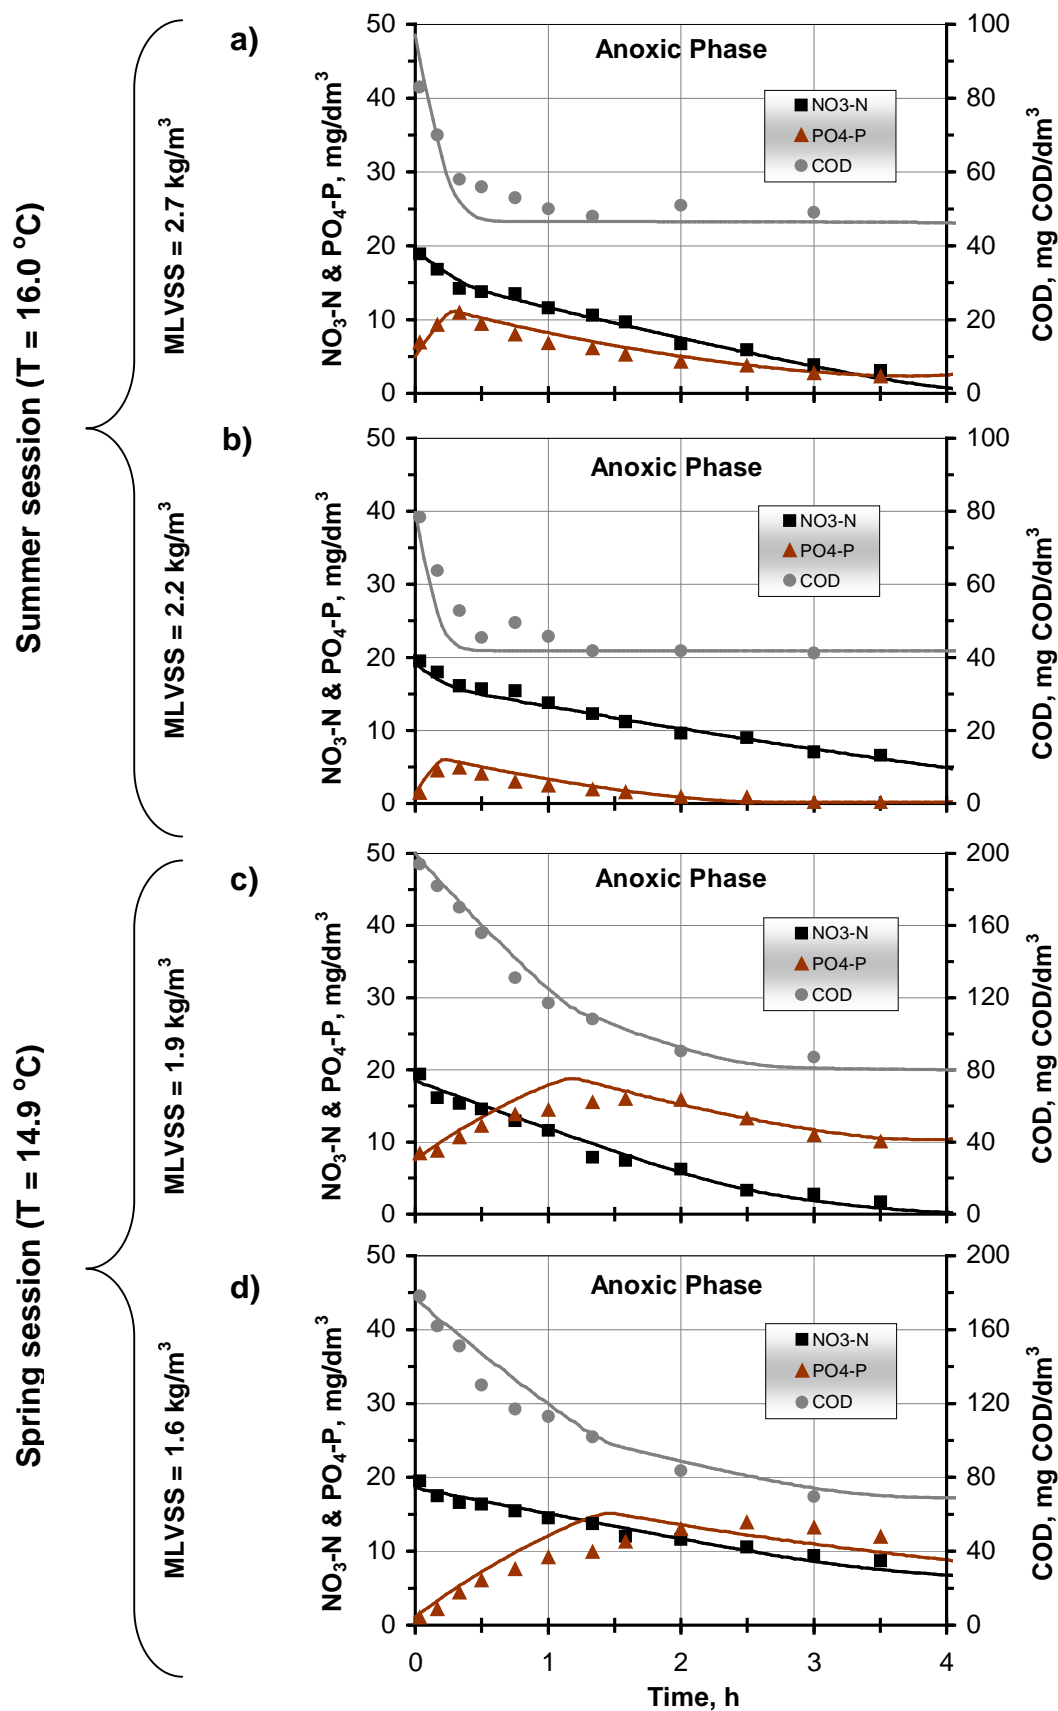 Summer session (T = 16.0 °C)
MLVSS = 2.7 kg/m³
a)
NO₃-N & PO₄-P, mg/dm³
50
40
30
20
10
0
Anoxic Phase
NO3-N
PO4-P
COD
100
80
60
40
20
0
COD, mg COD/dm³
MLVSS = 2.2 kg/m³
b)
NO₃-N & PO₄-P, mg/dm³
50
40
30
20
10
0
Anoxic Phase
NO3-N
PO4-P
COD
100
80
60
40
20
0
COD, mg COD/dm³
Spring session (T = 14.9 °C)
MLVSS = 1.9 kg/m³
c)
NO₃-N & PO₄-P, mg/dm³
50
40
30
20
10
0
Anoxic Phase
NO3-N
PO4-P
COD
200
160
120
80
40
0
COD, mg COD/dm³
MLVSS = 1.6 kg/m³
d)
NO₃-N & PO₄-P, mg/dm³
50
40
30
20
10
0
Anoxic Phase
NO3-N
PO4-P
COD
200
160
120
80
40
0
COD, mg COD/dm³
0 1 2 3 4
Time, h